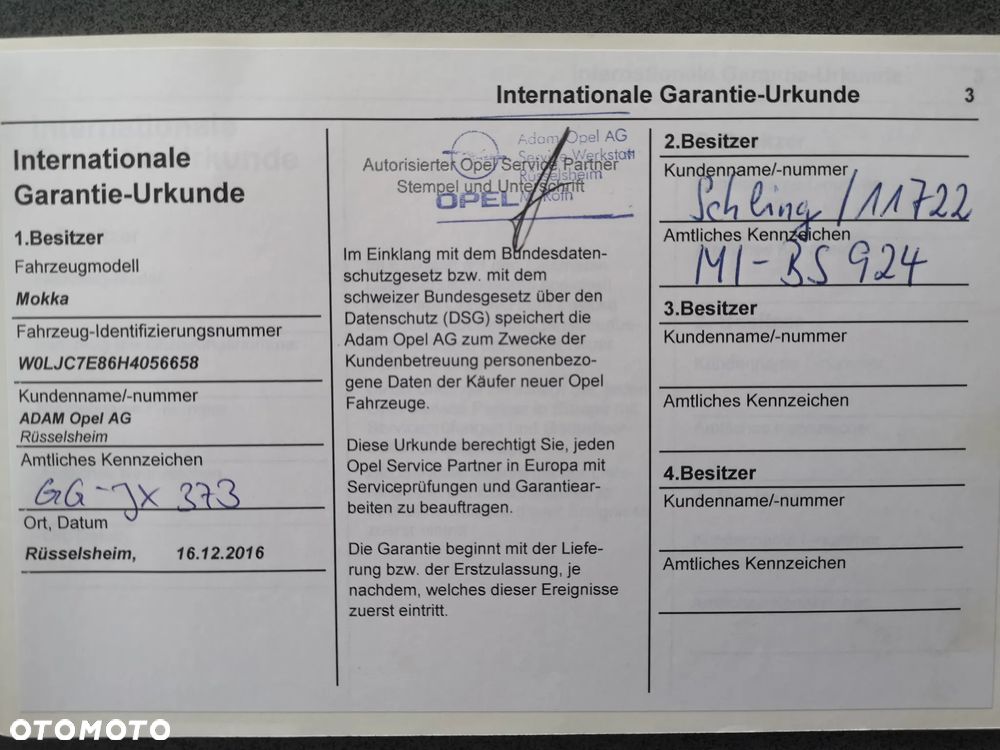 Internationale Garantie-Urkunde 3
Internationale
Garantie-Urkunde
1.Besitzer
Fahrzeugmodell
Mokka
Fahrzeug-Identifizierungsnummer
W0LJC7E86H4056658
Kundenname/-nummer
ADAM Opel AG
Rüsselsheim
Amtliches Kennzeichen
GG-JX 373
Ort, Datum
Rüsselsheim, 16.12.2016
Autorisierter Opel Service Partner
Stempel und Unterschrift
Adam Opel AG
Service-Werkstatt
Rüsselsheim
OPEL
M. Köhn
Im Einklang mit dem Bundesdaten-
schutzgesetz bzw. mit dem
schweizer Bundesgesetz über den
Datenschutz (DSG) speichert die
Adam Opel AG zum Zwecke der
Kundenbetreuung personenbezo-
gene Daten der Käufer neuer Opel
Fahrzeuge.
Diese Urkunde berechtigt Sie, jeden
Opel Service Partner in Europa mit
Serviceprüfungen und Garantiear-
beiten zu beauftragen.
Die Garantie beginnt mit der Liefe-
rung bzw. der Erstzulassung, je
nachdem, welches dieser Ereignisse
zuerst eintritt.
2.Besitzer
Kundenname/-nummer
Schling / 11722
Amtliches Kennzeichen
MI-BS 924
3.Besitzer
Kundenname/-nummer
Amtliches Kennzeichen
4.Besitzer
Kundenname/-nummer
Amtliches Kennzeichen
OTOMOTO